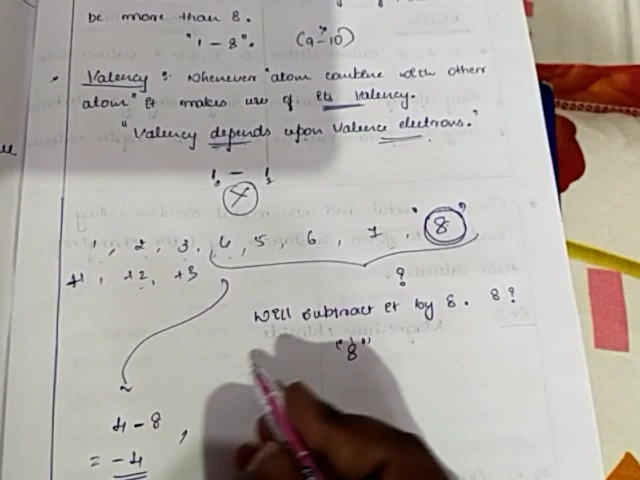 be more than 8.
"1 - 8". (9-10)
Valency :- Whenever "atom combine with other
atom" it makes use of its valency.
"Valency depends upon valence electrons."
1, 2, 3, 4, 5, 6, 7 "8"
+1, +2, +3
?
we'll subtract it by 8. 8?
"8"
4-8,
= -4